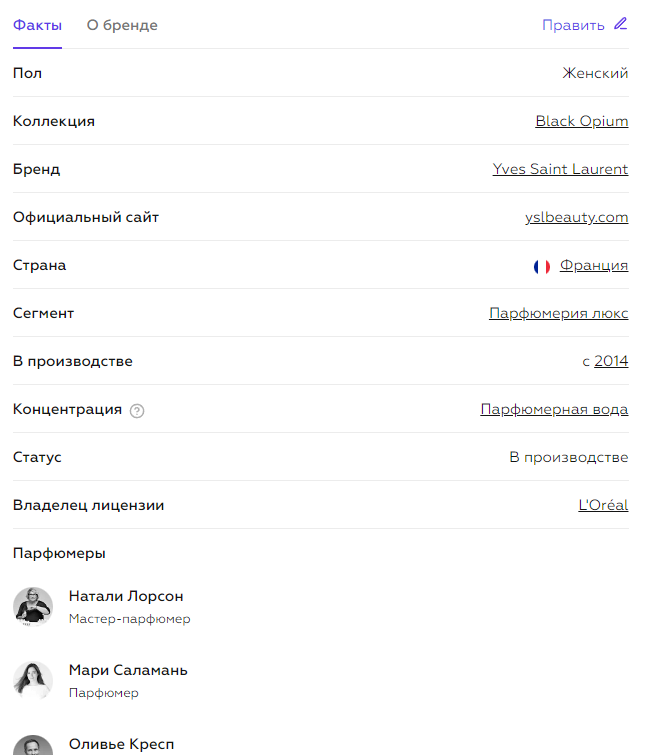 Факты О бренде Править
Пол Женский
Коллекция Black Opium
Бренд Yves Saint Laurent
Официальный сайт yslbeauty.com
Страна Франция
Сегмент Парфюмерия люкс
В производстве с 2014
Концентрация ? Парфюмерная вода
Статус В производстве
Владелец лицензии L'Oréal
Парфюмеры
Натали Лорсон
Мастер-парфюмер
Мари Саламань
Парфюмер
Оливье Кресп